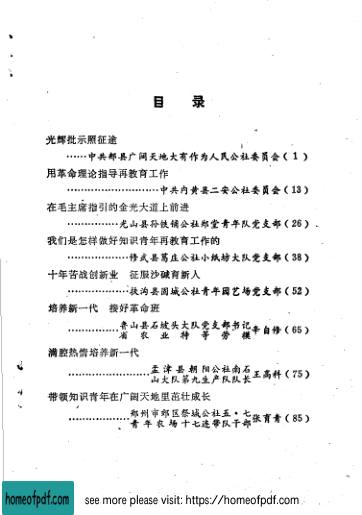 目 录
光辉批示照征途
……中共郏县广阔天地大有作为人民公社委员会(1)
用革命理论指导再教育工作
……………………中共内黄县二安公社委员会(13)
在毛主席指引的金光大道上前进
……………光山县孙铁铺公社郑堂青年队党支部(26)
我们是怎样做好知识青年再教育工作的
………………修武县葛庄公社小纸坊大队党支部(38)
十年苦战创新业 征服沙碱育新人
………………扶沟县固城公社青年园艺场党支部(52)
培养新一代 接好革命班
……………鲁山县石坡头大队党支部书记
省农业特等劳模 辛自修(65)
满腔热情培养新一代
…………………孟津县朝阳公社南石
山大队第九生产队队长 王高科(75)
带领知识青年在广阔天地里茁壮成长
………………郑州市郊区祭城公社五·七
青年农场十七连带队干部 张育青(85)
homeofpdf.com
see more please visit: https://homeofpdf.com